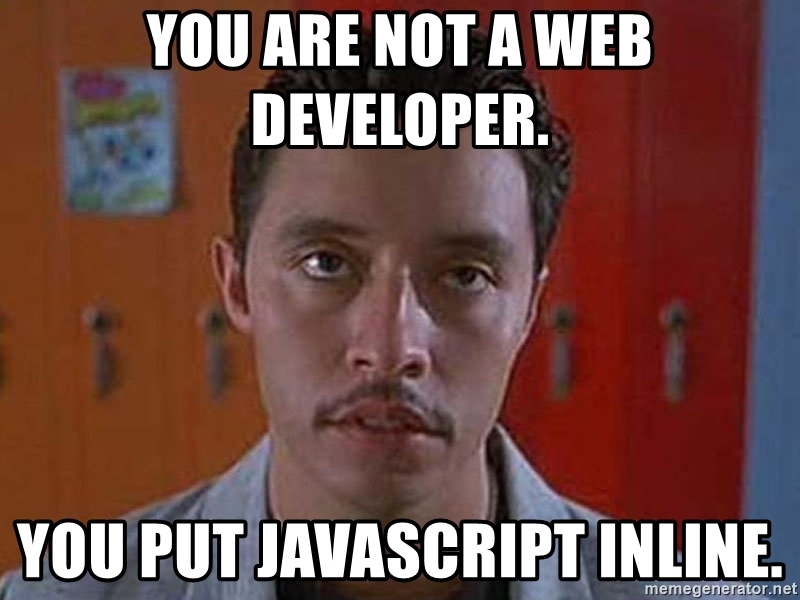 YOU ARE NOT A WEB
DEVELOPER.
YOU PUT JAVASCRIPT INLINE.
memegenerator.net